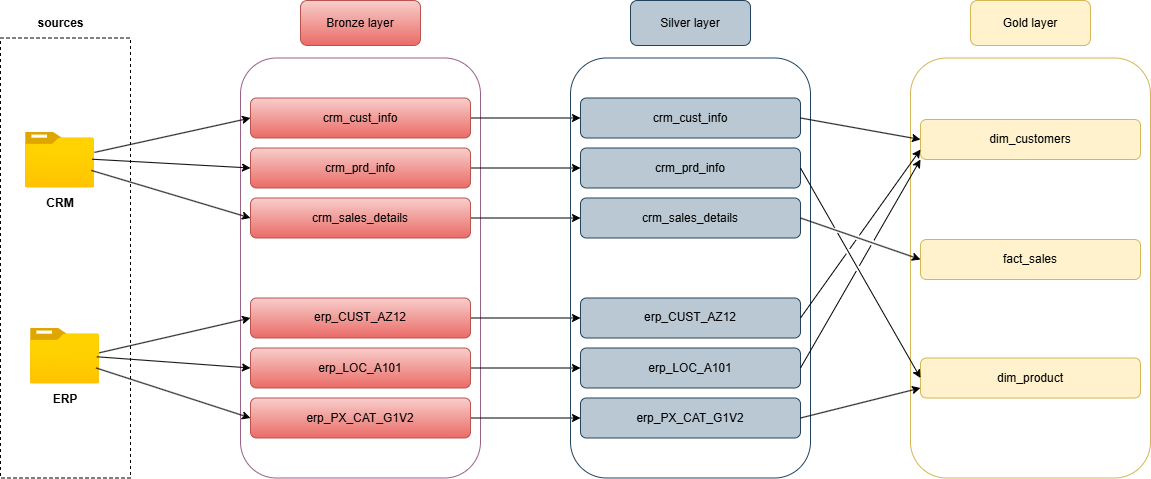 sources
Bronze layer
Silver layer
Gold layer
CRM
ERP
crm_cust_info
crm_prd_info
crm_sales_details
erp_CUST_AZ12
erp_LOC_A101
erp_PX_CAT_G1V2
crm_cust_info
crm_prd_info
crm_sales_details
erp_CUST_AZ12
erp_LOC_A101
erp_PX_CAT_G1V2
dim_customers
fact_sales
dim_product